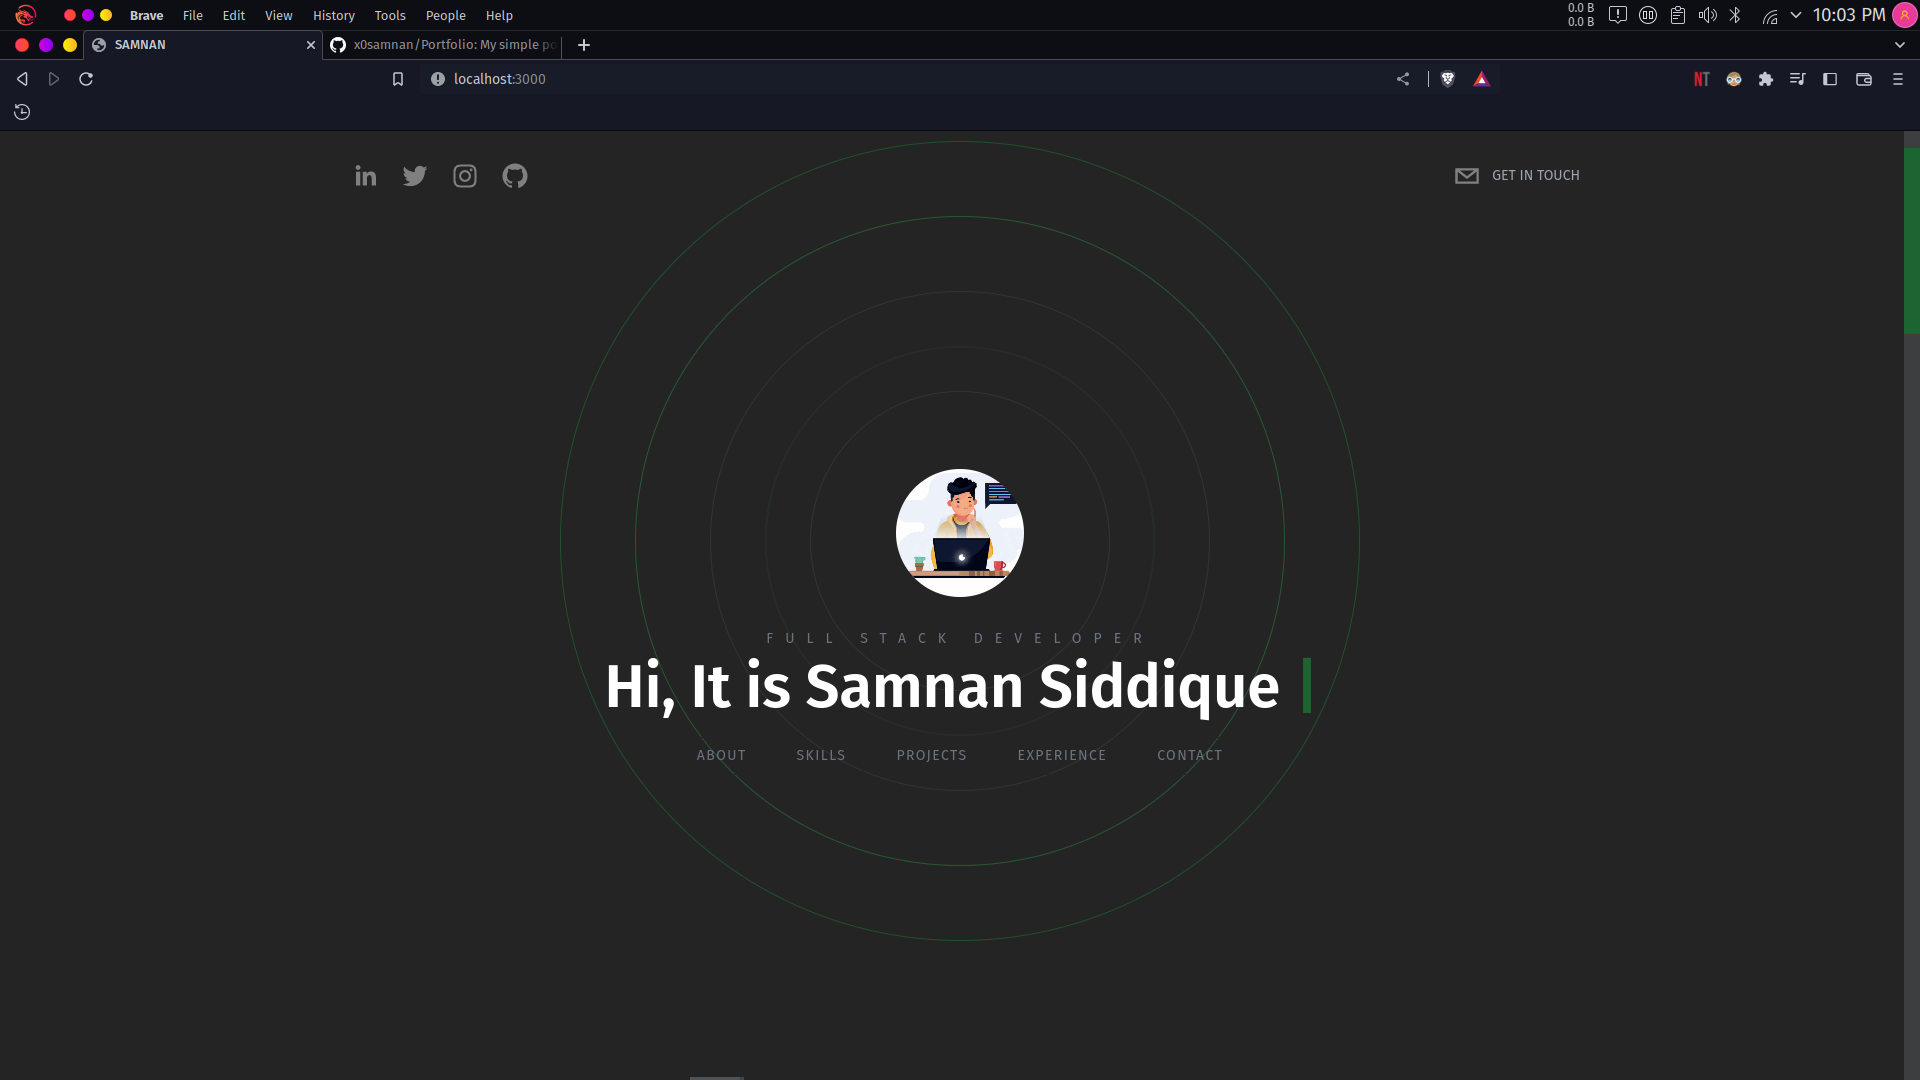 Brave File Edit View History Tools People Help
0.0 B
0.0 B
10:03 PM
SAMNAN
x0samnan/Portfolio: My simple po
localhost:3000
NT
GET IN TOUCH
FULL STACK DEVELOPER
Hi, It is Samnan Siddique
ABOUT SKILLS PROJECTS EXPERIENCE CONTACT